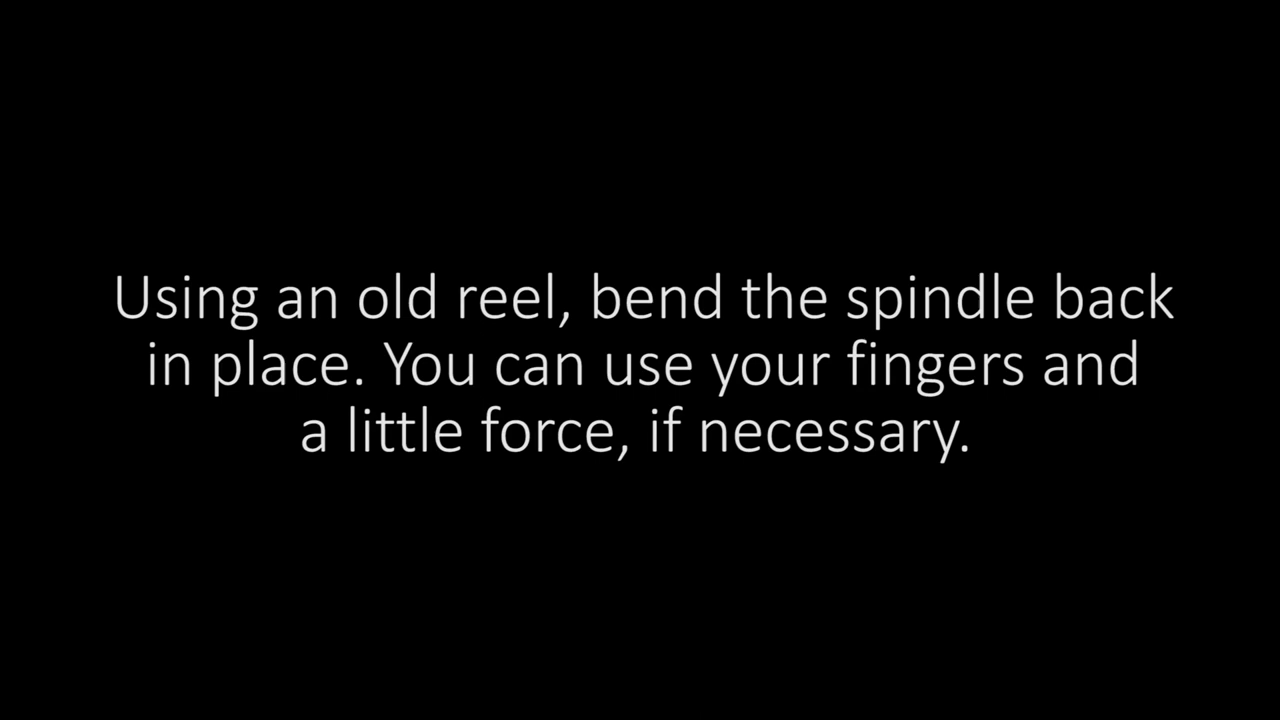 Using an old reel, bend the spindle back
in place. You can use your fingers and
a little force, if necessary.